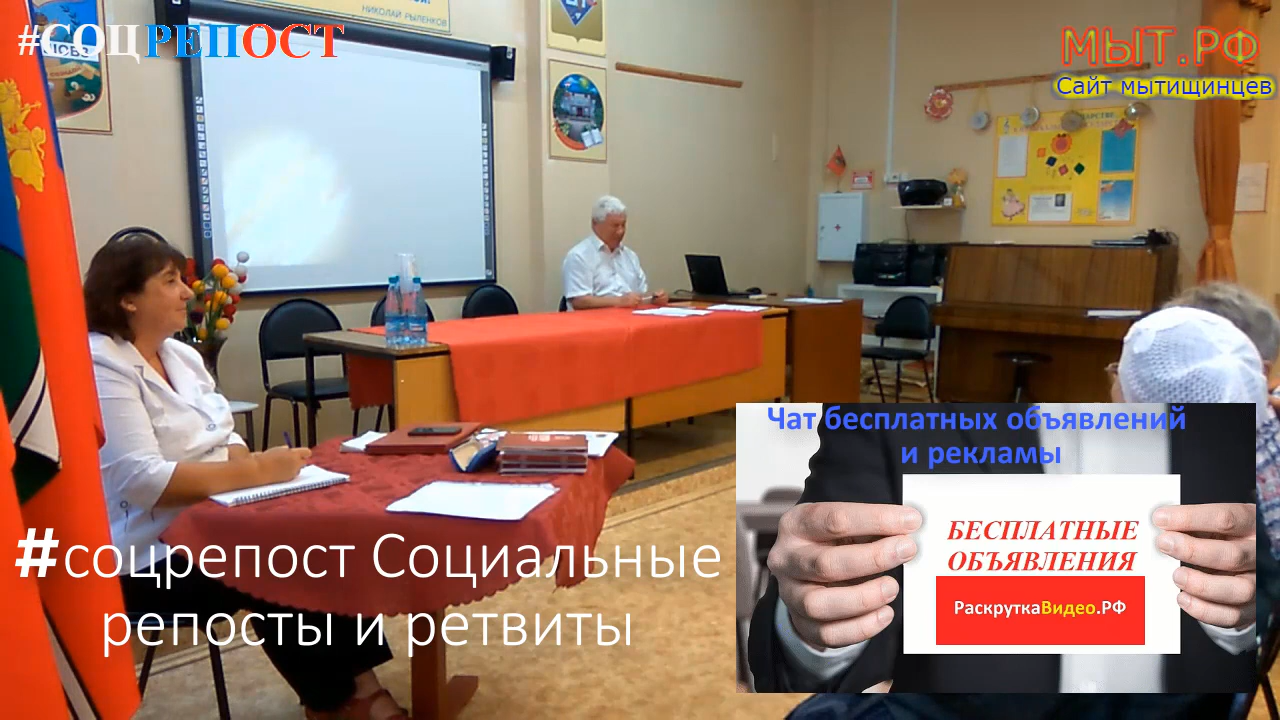 НИКОЛАЙ РЫЛЕНКОВ
#СОЦРЕПОСТ
МЫТ.РФ
Сайт мытищинцев
Чат бесплатных объявлений
и рекламы
БЕСПЛАТНЫЕ
ОБЪЯВЛЕНИЯ
РаскруткаВидео.РФ
#соцрепост Социальные
репосты и ретвиты